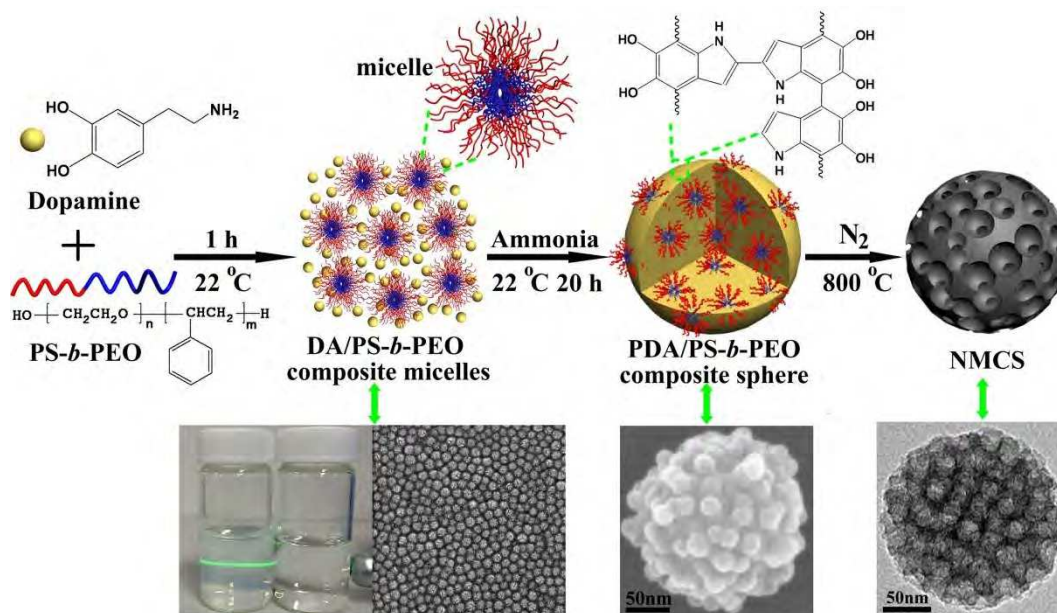 HO
HO
NH2
Dopamine
+
HO
CH2CH2O
n
CHCH2
m
H
PS-b-PEO
1 h
22 °C
micelle
DA/PS-b-PEO
composite micelles
Ammonia
22 °C 20 h
HO
HO
H
N
OH
OH
N
H
OH
OH
N
H
PDA/PS-b-PEO
composite sphere
N2
800 °C
NMCS
50nm
50nm